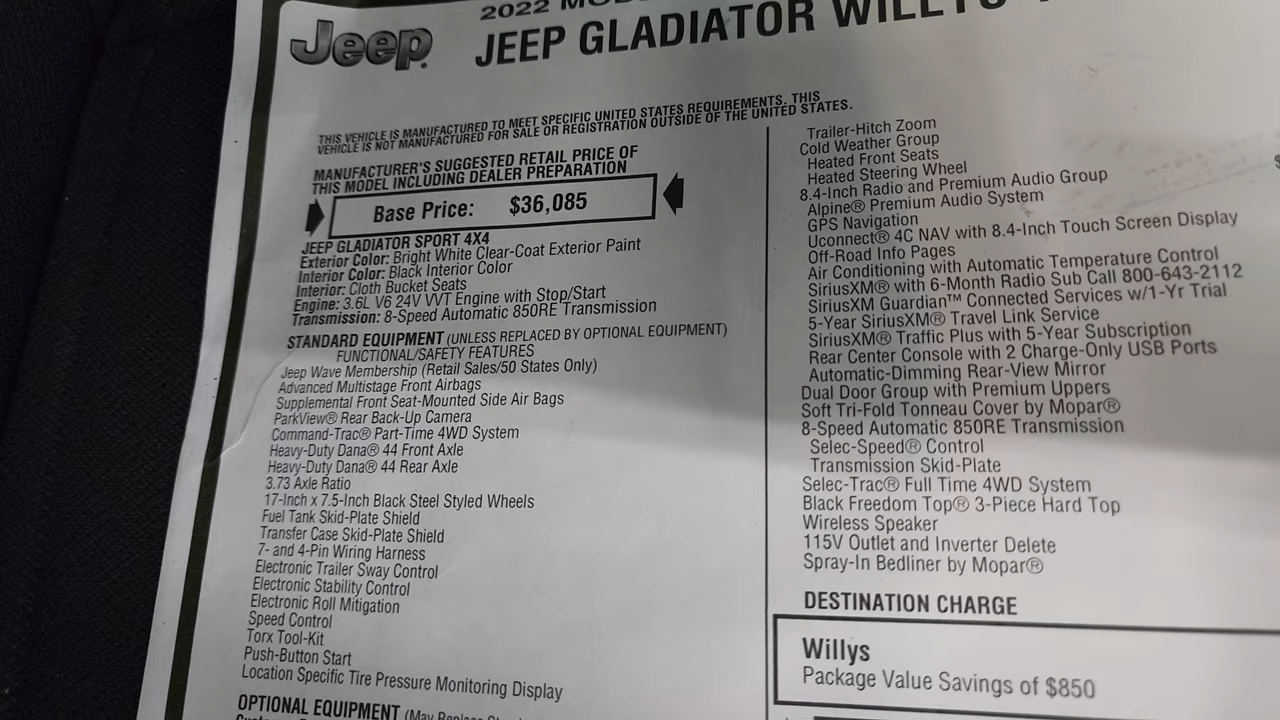 Jeep
2022
JEEP GLADIATOR
THIS VEHICLE IS MANUFACTURED TO MEET SPECIFIC UNITED STATES REQUIREMENTS. THIS
VEHICLE IS NOT MANUFACTURED FOR SALE OR REGISTRATION OUTSIDE OF THE UNITED STATES.
MANUFACTURER'S SUGGESTED RETAIL PRICE OF
THIS MODEL INCLUDING DEALER PREPARATION
Base Price: $36,085
JEEP GLADIATOR SPORT 4X4
Exterior Color: Bright White Clear-Coat Exterior Paint
Interior Color: Black Interior Color
Interior: Cloth Bucket Seats
Engine: 3.6L V6 24V VVT Engine with Stop/Start
Transmission: 8-Speed Automatic 850RE Transmission
STANDARD EQUIPMENT (UNLESS REPLACED BY OPTIONAL EQUIPMENT)
FUNCTIONAL/SAFETY FEATURES
Jeep Wave Membership (Retail Sales/50 States Only)
Advanced Multistage Front Airbags
Supplemental Front Seat-Mounted Side Air Bags
ParkView® Rear Back-Up Camera
Command-Trac® Part-Time 4WD System
Heavy-Duty Dana® 44 Front Axle
Heavy-Duty Dana® 44 Rear Axle
3.73 Axle Ratio
17-Inch x 7.5-Inch Black Steel Styled Wheels
Fuel Tank Skid-Plate Shield
Transfer Case Skid-Plate Shield
7- and 4-Pin Wiring Harness
Electronic Trailer Sway Control
Electronic Stability Control
Electronic Roll Mitigation
Speed Control
Torx Tool-Kit
Push-Button Start
Location Specific Tire Pressure Monitoring Display
OPTIONAL EQUIPMENT (May Replace
Trailer-Hitch Zoom
Cold Weather Group
Heated Front Seats
Heated Steering Wheel
8.4-Inch Radio and Premium Audio Group
Alpine® Premium Audio System
GPS Navigation
Uconnect® 4C NAV with 8.4-Inch Touch Screen Display
Off-Road Info Pages
Air Conditioning with Automatic Temperature Control
SiriusXM® with 6-Month Radio Sub Call 800-643-2112
SiriusXM Guardian™ Connected Services w/1-Yr Trial
5-Year SiriusXM® Travel Link Service
SiriusXM® Traffic Plus with 5-Year Subscription
Rear Center Console with 2 Charge-Only USB Ports
Automatic-Dimming Rear-View Mirror
Dual Door Group with Premium Uppers
Soft Tri-Fold Tonneau Cover by Mopar®
8-Speed Automatic 850RE Transmission
Selec-Speed® Control
Transmission Skid-Plate
Selec-Trac® Full Time 4WD System
Black Freedom Top® 3-Piece Hard Top
Wireless Speaker
115V Outlet and Inverter Delete
Spray-In Bedliner by Mopar®
DESTINATION CHARGE
Willys
Package Value Savings of $850